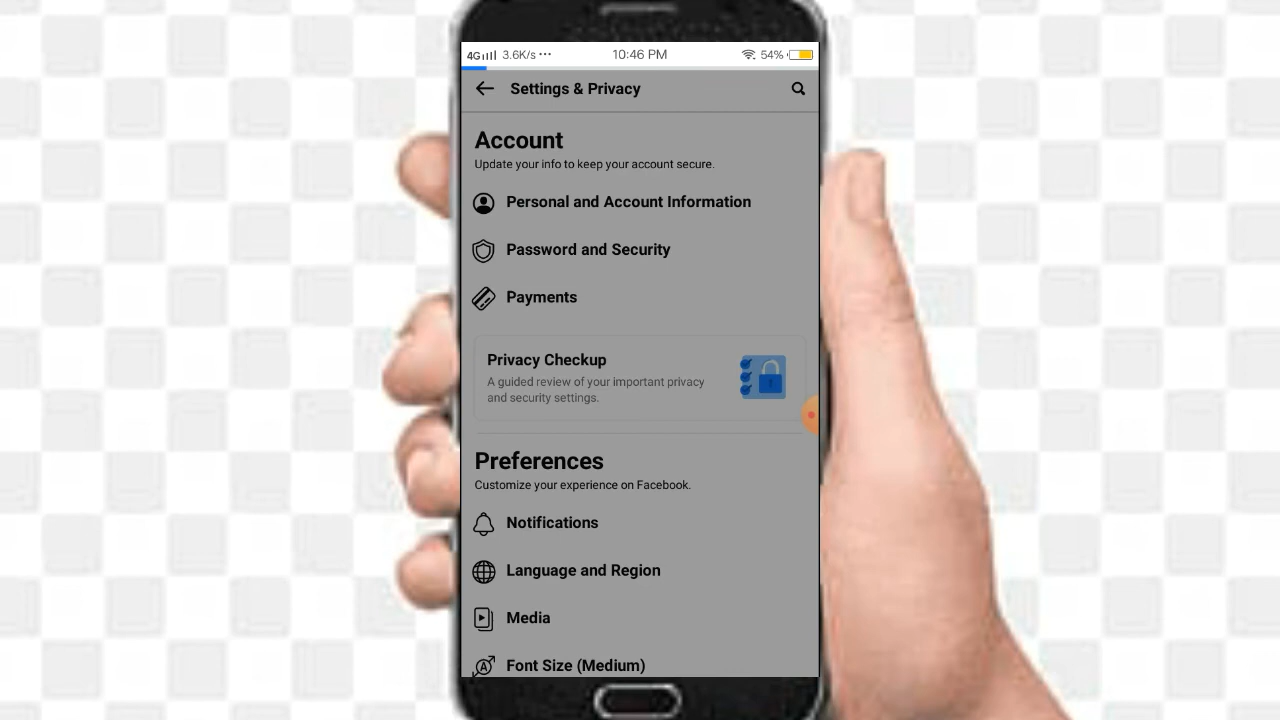 4G 3.6K/s ··· 10:46 PM 54%
Settings & Privacy
Account
Update your info to keep your account secure.
Personal and Account Information
Password and Security
Payments
Privacy Checkup
A guided review of your important privacy
and security settings.
Preferences
Customize your experience on Facebook.
Notifications
Language and Region
Media
A
Font Size (Medium)